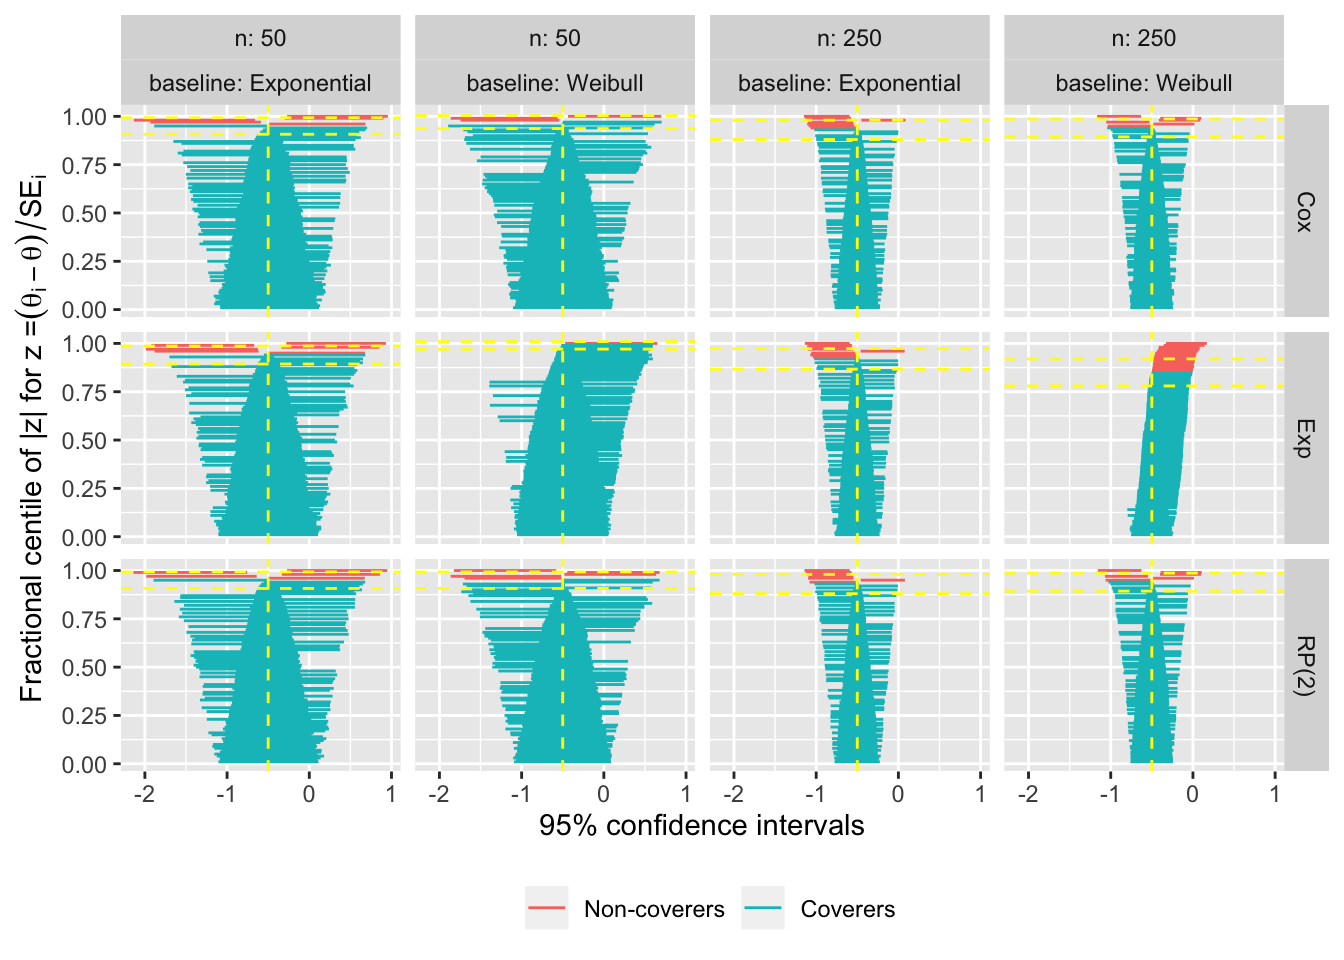 n: 50
n: 50
n: 250
n: 250
baseline: Exponential
baseline: Weibull
baseline: Exponential
baseline: Weibull
Fractional centile of |z| for z =(θi − θ)/SEi
1.00
0.75
0.50
0.25
0.00
Cox
1.00
0.75
0.50
0.25
0.00
Exp
1.00
0.75
0.50
0.25
0.00
RP(2)
-2 -1 0 1
-2 -1 0 1
-2 -1 0 1
-2 -1 0 1
95% confidence intervals
Non-coverers
Coverers